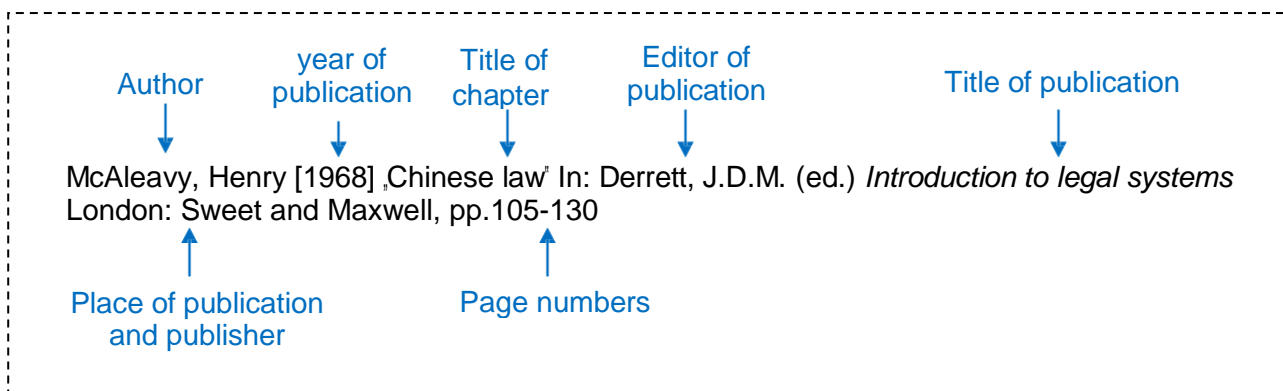 Author
year of
publication
Title of
chapter
Editor of
publication
Title of publication
McAleavy, Henry [1968] „Chinese law‟ In: Derrett, J.D.M. (ed.) Introduction to legal systems
London: Sweet and Maxwell, pp.105-130
Place of publication
and publisher
Page numbers